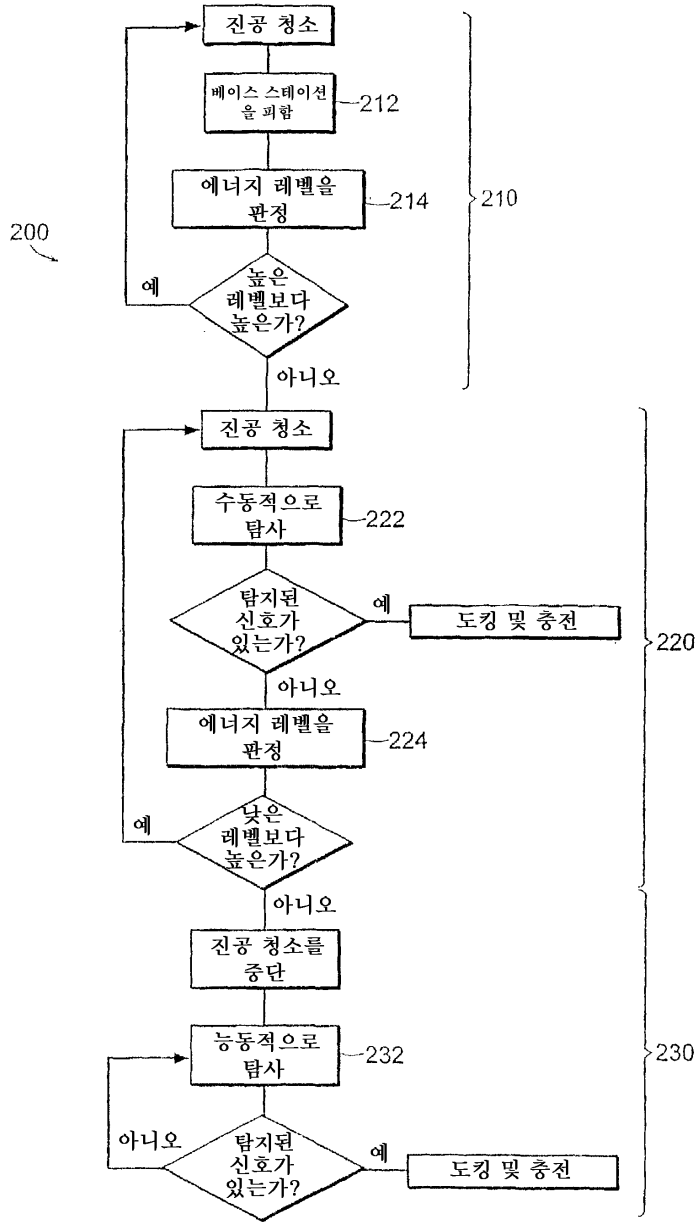 진공 청소
베이스 스테이션
을 피함
212
에너지 레벨을
판정
214
210
200
높은
레벨보다
높은가?
예
아니오
진공 청소
수동적으로
탐사
222
탐지된
신호가
있는가?
예
도킹 및 충전
220
아니오
에너지 레벨을
판정
224
낮은
레벨보다
높은가?
예
아니오
진공 청소를
중단
능동적으로
탐사
232
230
탐지된
신호가
있는가?
아니오
예
도킹 및 충전